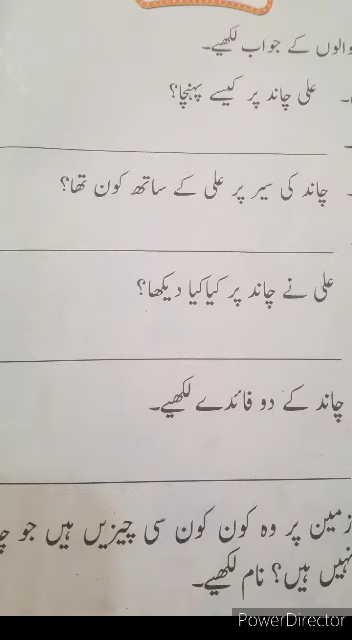 کے جواب لکھیے۔
علی چاند پر کیسے پہنچا؟
چاند کی سیر پر علی کے ساتھ کون تھا؟
علی نے چاند پر کیا کیا دیکھا؟
چاند کے دو فائدے لکھیے۔
زمین پر وہ کون کون سی چیزیں ہیں جو
نہیں ہیں؟ نام لکھیے۔
PowerDirector